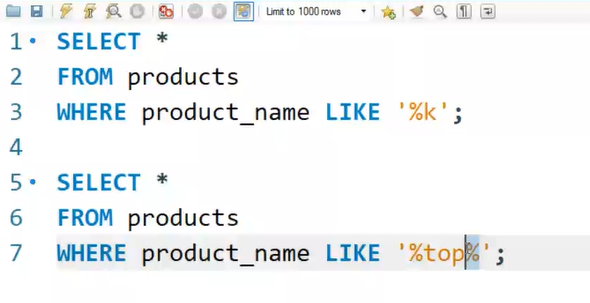 Limit to 1000 rows
1 SELECT *
2 FROM products
3 WHERE product_name LIKE '%k';
4
5 SELECT *
6 FROM products
7 WHERE product_name LIKE '%top%';